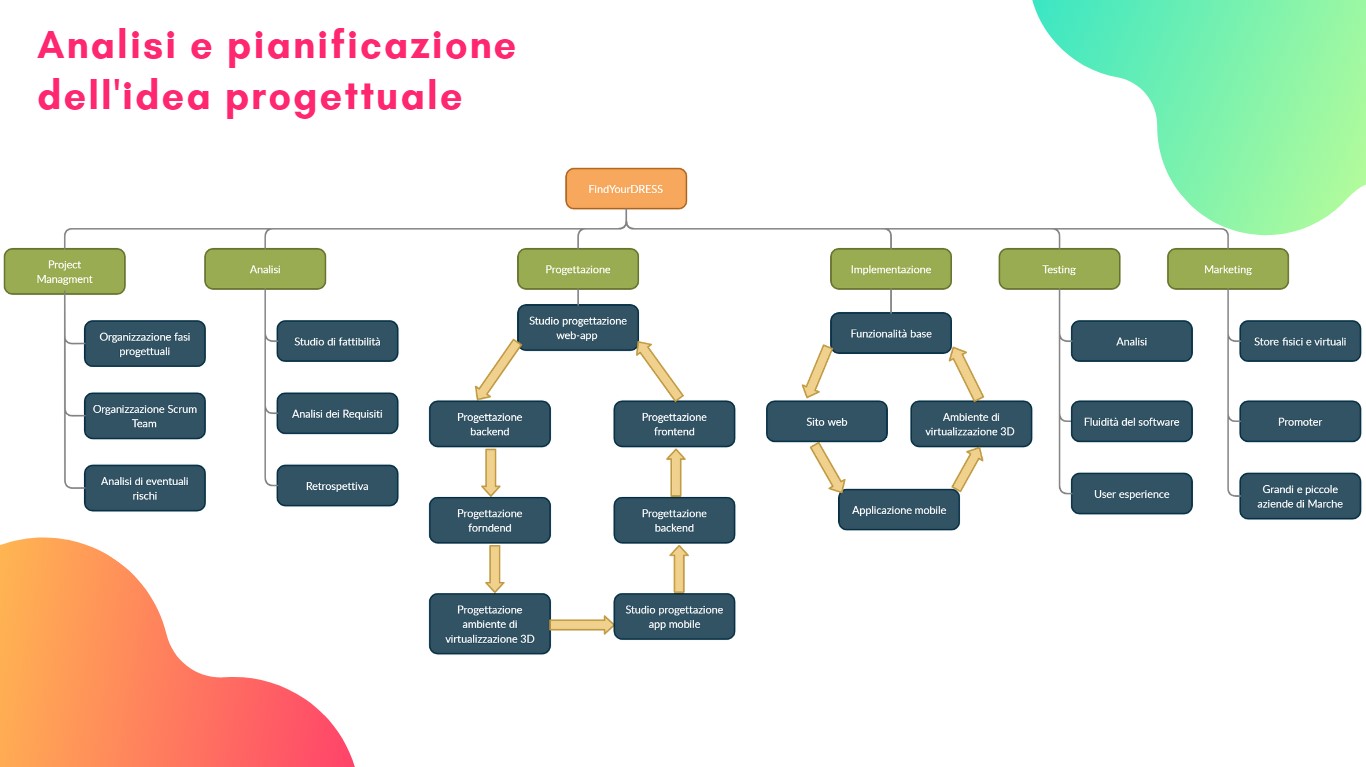 Analisi e pianificazione
dell'idea progettuale
FindYourDRESS
Project
Managment
Analisi
Progettazione
Implementazione
Testing
Marketing
Organizzazione fasi
progettuali
Organizzazione Scrum
Team
Analisi di eventuali
rischi
Studio di fattibilità
Analisi dei Requisiti
Retrospettiva
Studio progettazione
web-app
Progettazione
backend
Progettazione
forndend
Progettazione
ambiente di
virtualizzazione 3D
Studio progettazione
app mobile
Progettazione
backend
Progettazione
frontend
Funzionalità base
Sito web
Applicazione mobile
Ambiente di
virtualizzazione 3D
Analisi
Fluidità del software
User esperience
Store fisici e virtuali
Promoter
Grandi e piccole
aziende di Marche